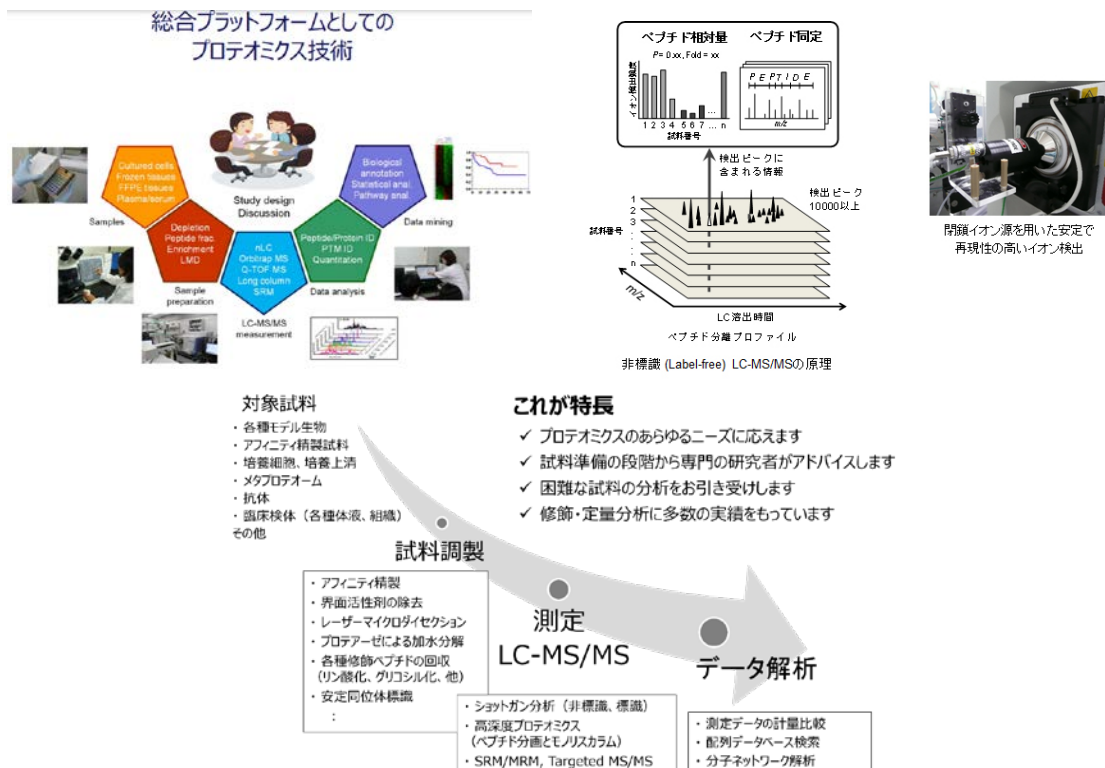 総合プラットフォームとしての
プロテオミクス技術
Cultured cells
Frozen tissues
FFPE tissues
Plasma/serum
Samples
Depletion
Peptide frac.
Enrichment
LMD
Sample
preparation
Study design
Discussion
nLC
Orbitrap MS
Q-TOF MS
Long column
SRM
LC-MS/MS
measurement
Peptide/Protein ID
PTM ID
Quantitation
Data analysis
Biological
annotation
Statistical anal.
Pathway anal.
Data mining
ペプチド相対量
P= 0.xx, Fold = xx
イオン検出強度
1 2 3 4 5 6 7 ... n
試料番号
ペプチド同定
P E P T I D E
m/z
検出ピークに
含まれる情報
検出ピーク
10000以上
1
2
3
試料番号
n
m/z
LC溶出時間
ペプチド分離プロファイル
非標識 (Label-free) LC-MS/MSの原理
閉鎖イオン源を用いた安定で
再現性の高いイオン検出
対象試料
・各種モデル生物
・アフィニティ精製試料
・培養細胞、培養上清
・メタプロテオーム
・抗体
・臨床検体（各種体液、組織）
その他
これが特長
✓ プロテオミクスのあらゆるニーズに応えます
✓ 試料準備の段階から専門の研究者がアドバイスします
✓ 困難な試料の分析をお引き受けします
✓ 修飾・定量分析に多数の実績をもっています
試料調製
・アフィニティ精製
・界面活性剤の除去
・レーザーマイクロダイセクション
・プロテアーゼによる加水分解
・各種修飾ペプチドの回収
（リン酸化、グリコシル化、他）
・安定同位体標識
：
測定
LC-MS/MS
・ショットガン分析（非標識、標識）
・高深度プロテオミクス
（ペプチド分画とモノリスカラム）
・SRM/MRM, Targeted MS/MS
データ解析
・測定データの計量比較
・配列データベース検索
・分子ネットワーク解析